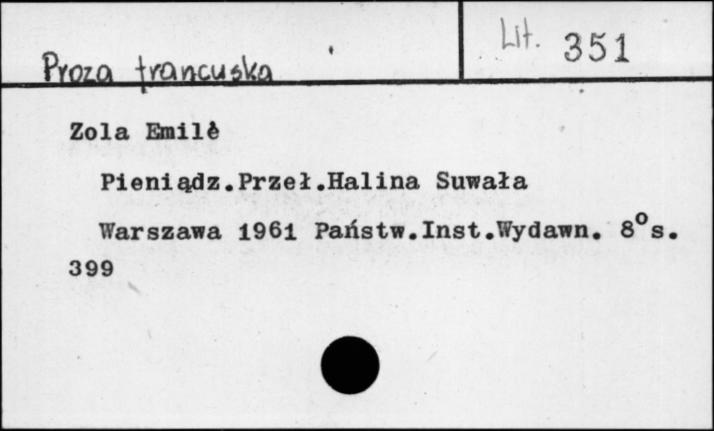 Proza francuska
Lit. 351
Zola Emilè
Pieniądz.Przeł.Halina Suwała
Warszawa 1961 Państw.Inst.Wydawn. 8°s.
399